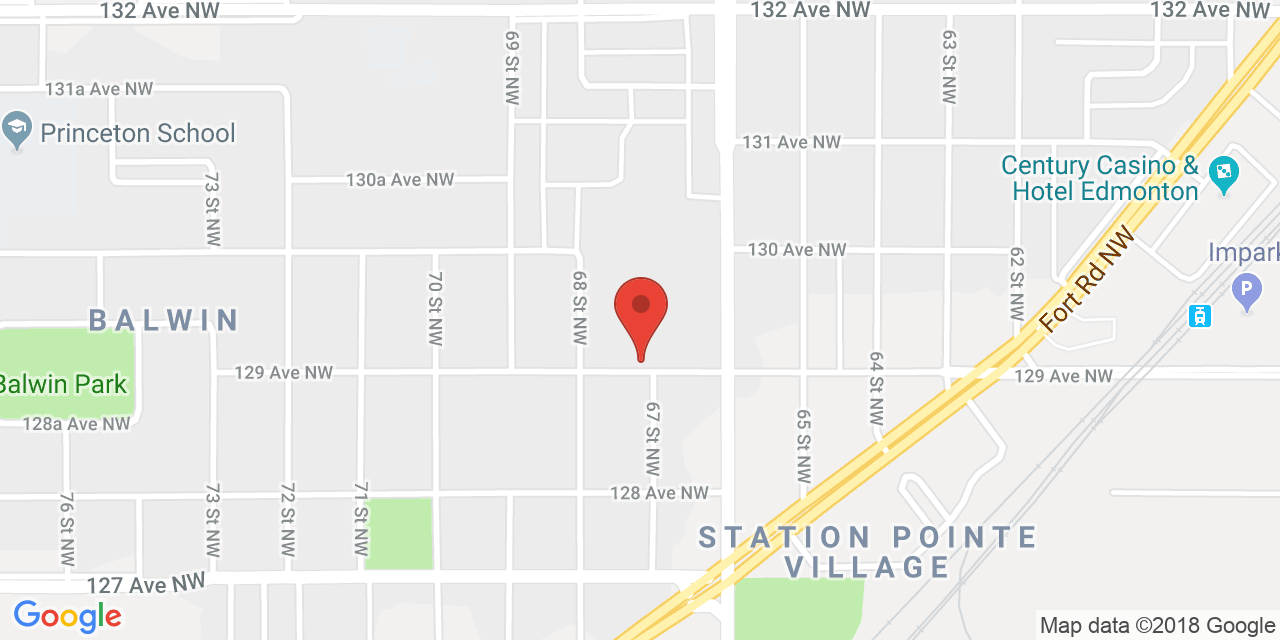 132 Ave NW
132 Ave NW
132 Ave NW
69 St NW
63 St NW
131a Ave NW
Princeton School
131 Ave NW
Century Casino &
Hotel Edmonton
130a Ave NW
73 St NW
130 Ave NW
Fort Rd NW
62 St NW
Impark
P
70 St NW
68 St NW
BALWIN
129 Ave NW
129 Ave NW
Balwin Park
64 St NW
128a Ave NW
67 St NW
65 St NW
128 Ave NW
76 St NW
73 St NW
72 St NW
71 St NW
STATION POINTE
VILLAGE
127 Ave NW
Google
Map data ©2018 Google